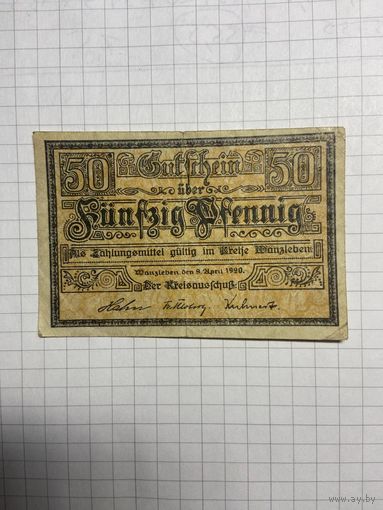 50 Gutschein 50
über
Fünfzig Pfennig
Als Zahlungsmittel gültig im Kreise Wanzleben.
Wanzleben den 8. April 1920.
Der Kreisausschuß.
www.ay.by